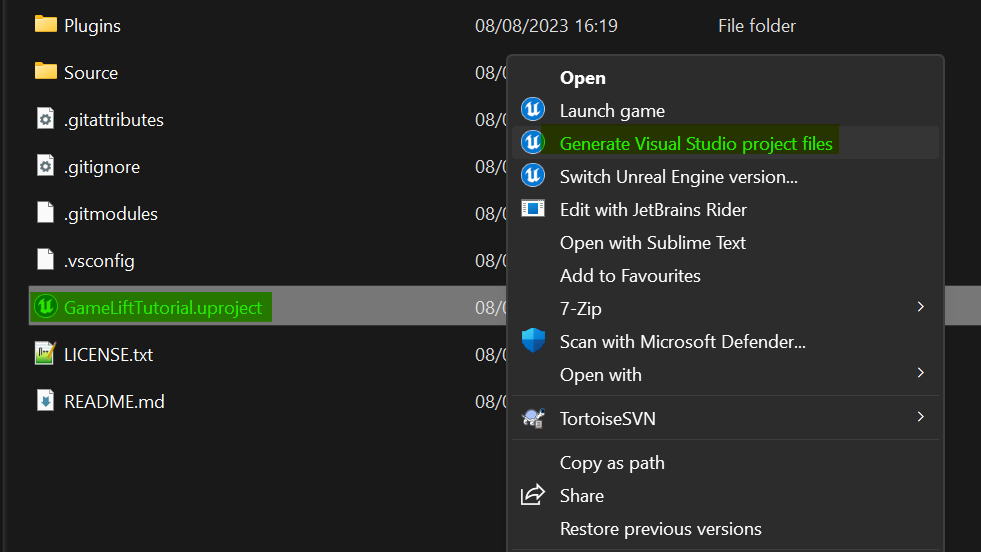 Plugins 08/08/2023 16:19 File folder
Source 08/0
.gitattributes 08/0
.gitignore 08/0
.gitmodules 08/0
.vsconfig 08/0
GameLiftTutorial.uproject 08/0
LICENSE.txt 08/0
README.md 08/0
Open
Launch game
Generate Visual Studio project files
Switch Unreal Engine version...
Edit with JetBrains Rider
Open with Sublime Text
Add to Favourites
7-Zip
Scan with Microsoft Defender...
Open with
TortoiseSVN
Copy as path
Share
Restore previous versions